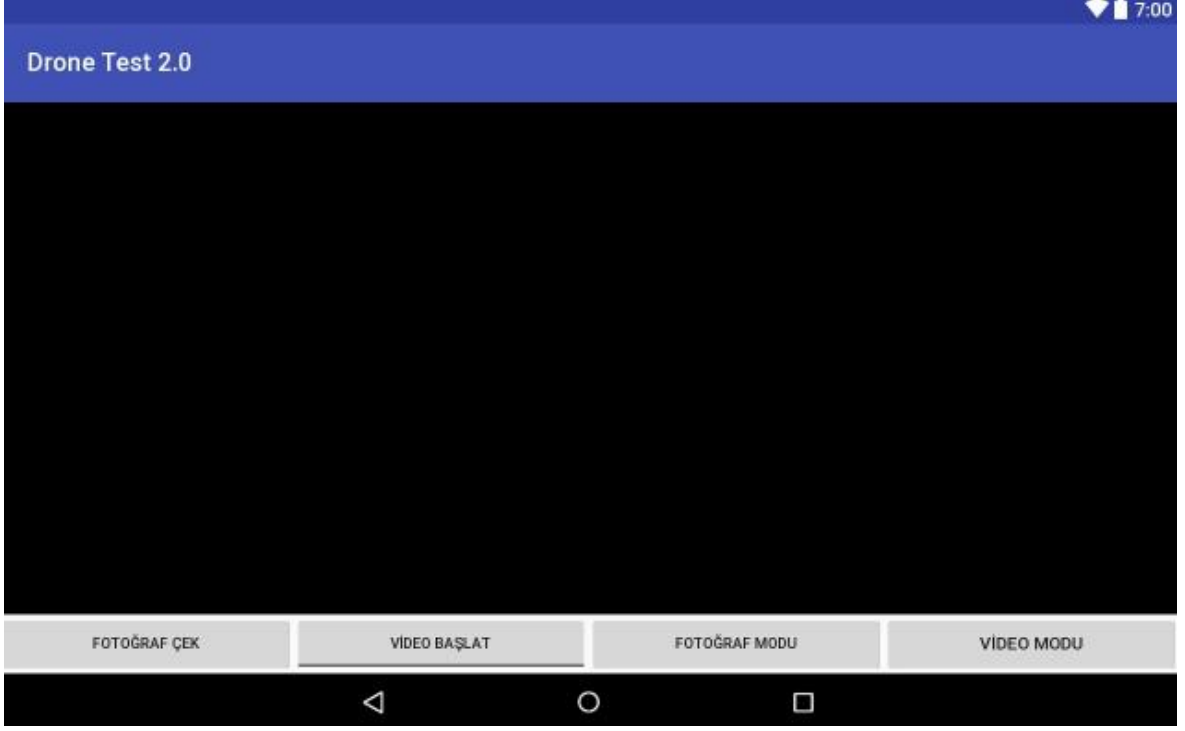 7:00
Drone Test 2.0
FOTOĞRAF ÇEK VİDEO BAŞLAT FOTOĞRAF MODU VİDEO MODU